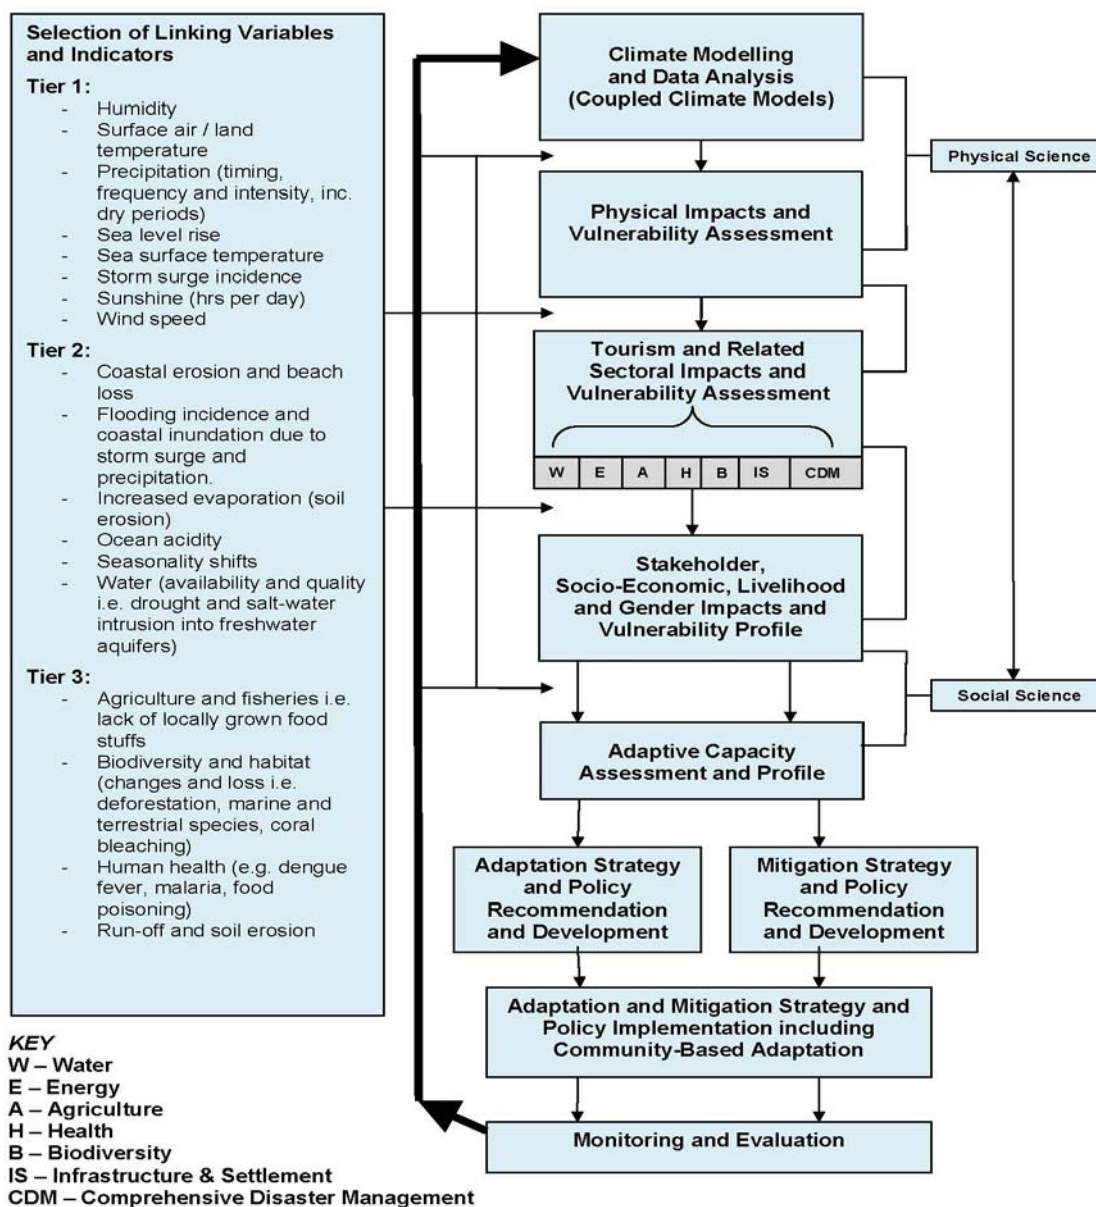 Selection of Linking Variables
and Indicators
Tier 1:
- Humidity
- Surface air / land
temperature
- Precipitation (timing,
frequency and intensity, inc.
dry periods)
- Sea level rise
- Sea surface temperature
- Storm surge incidence
- Sunshine (hrs per day)
- Wind speed
Tier 2:
- Coastal erosion and beach
loss
- Flooding incidence and
coastal inundation due to
storm surge and
precipitation.
- Increased evaporation (soil
erosion)
- Ocean acidity
- Seasonality shifts
- Water (availability and quality
i.e. drought and salt-water
intrusion into freshwater
aquifers)
Tier 3:
- Agriculture and fisheries i.e.
lack of locally grown food
stuffs
- Biodiversity and habitat
(changes and loss i.e.
deforestation, marine and
terrestrial species, coral
bleaching)
- Human health (e.g. dengue
fever, malaria, food
poisoning)
- Run-off and soil erosion
KEY
W – Water
E – Energy
A – Agriculture
H – Health
B – Biodiversity
IS – Infrastructure & Settlement
CDM – Comprehensive Disaster Management
Climate Modelling
and Data Analysis
(Coupled Climate Models)
Physical Impacts and
Vulnerability Assessment
Tourism and Related
Sectoral Impacts and
Vulnerability Assessment
W E A H B IS CDM
Stakeholder,
Socio-Economic, Livelihood
and Gender Impacts and
Vulnerability Profile
Adaptive Capacity
Assessment and Profile
Adaptation Strategy
and Policy
Recommendation
and Development
Mitigation Strategy
and Policy
Recommendation
and Development
Adaptation and Mitigation Strategy and
Policy Implementation including
Community-Based Adaptation
Monitoring and Evaluation
Physical Science
Social Science